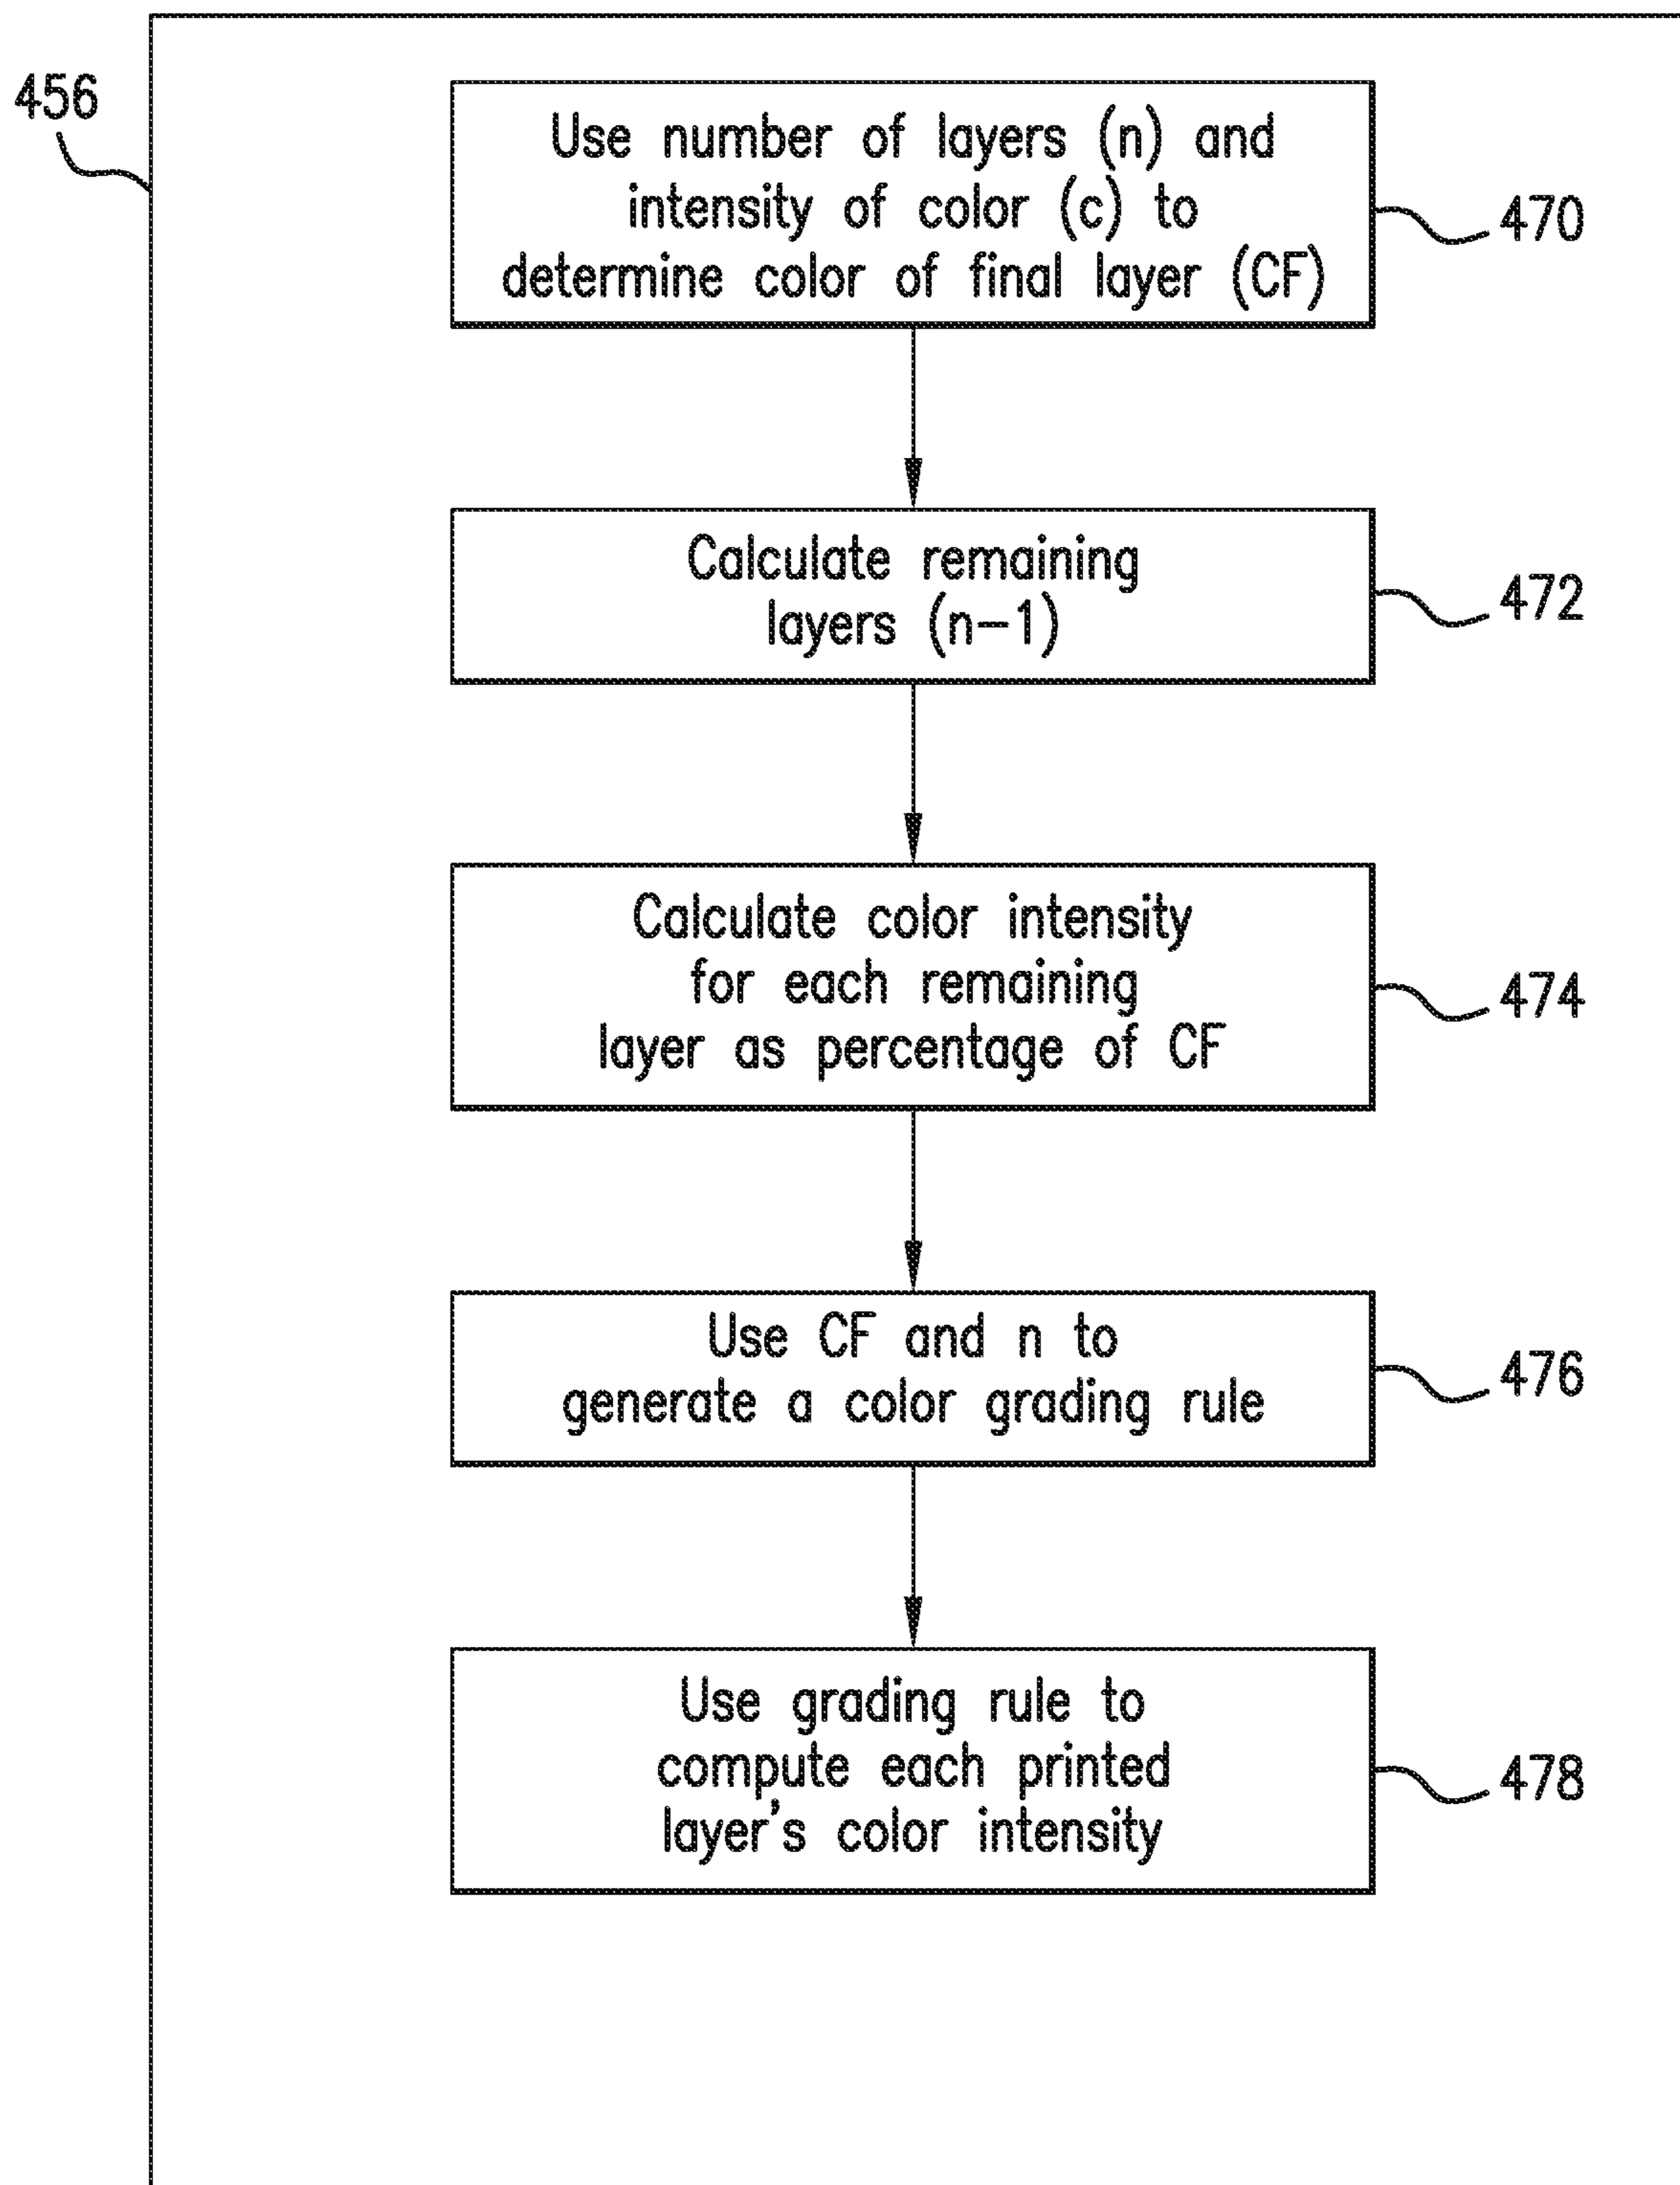 456
Use number of layers (n) and
intensity of color (c) to
determine color of final layer (CF)
470
Calculate remaining
layers (n-1)
472
Calculate color intensity
for each remaining
layer as percentage of CF
474
Use CF and n to
generate a color grading rule
476
Use grading rule to
compute each printed
layer's color intensity
478